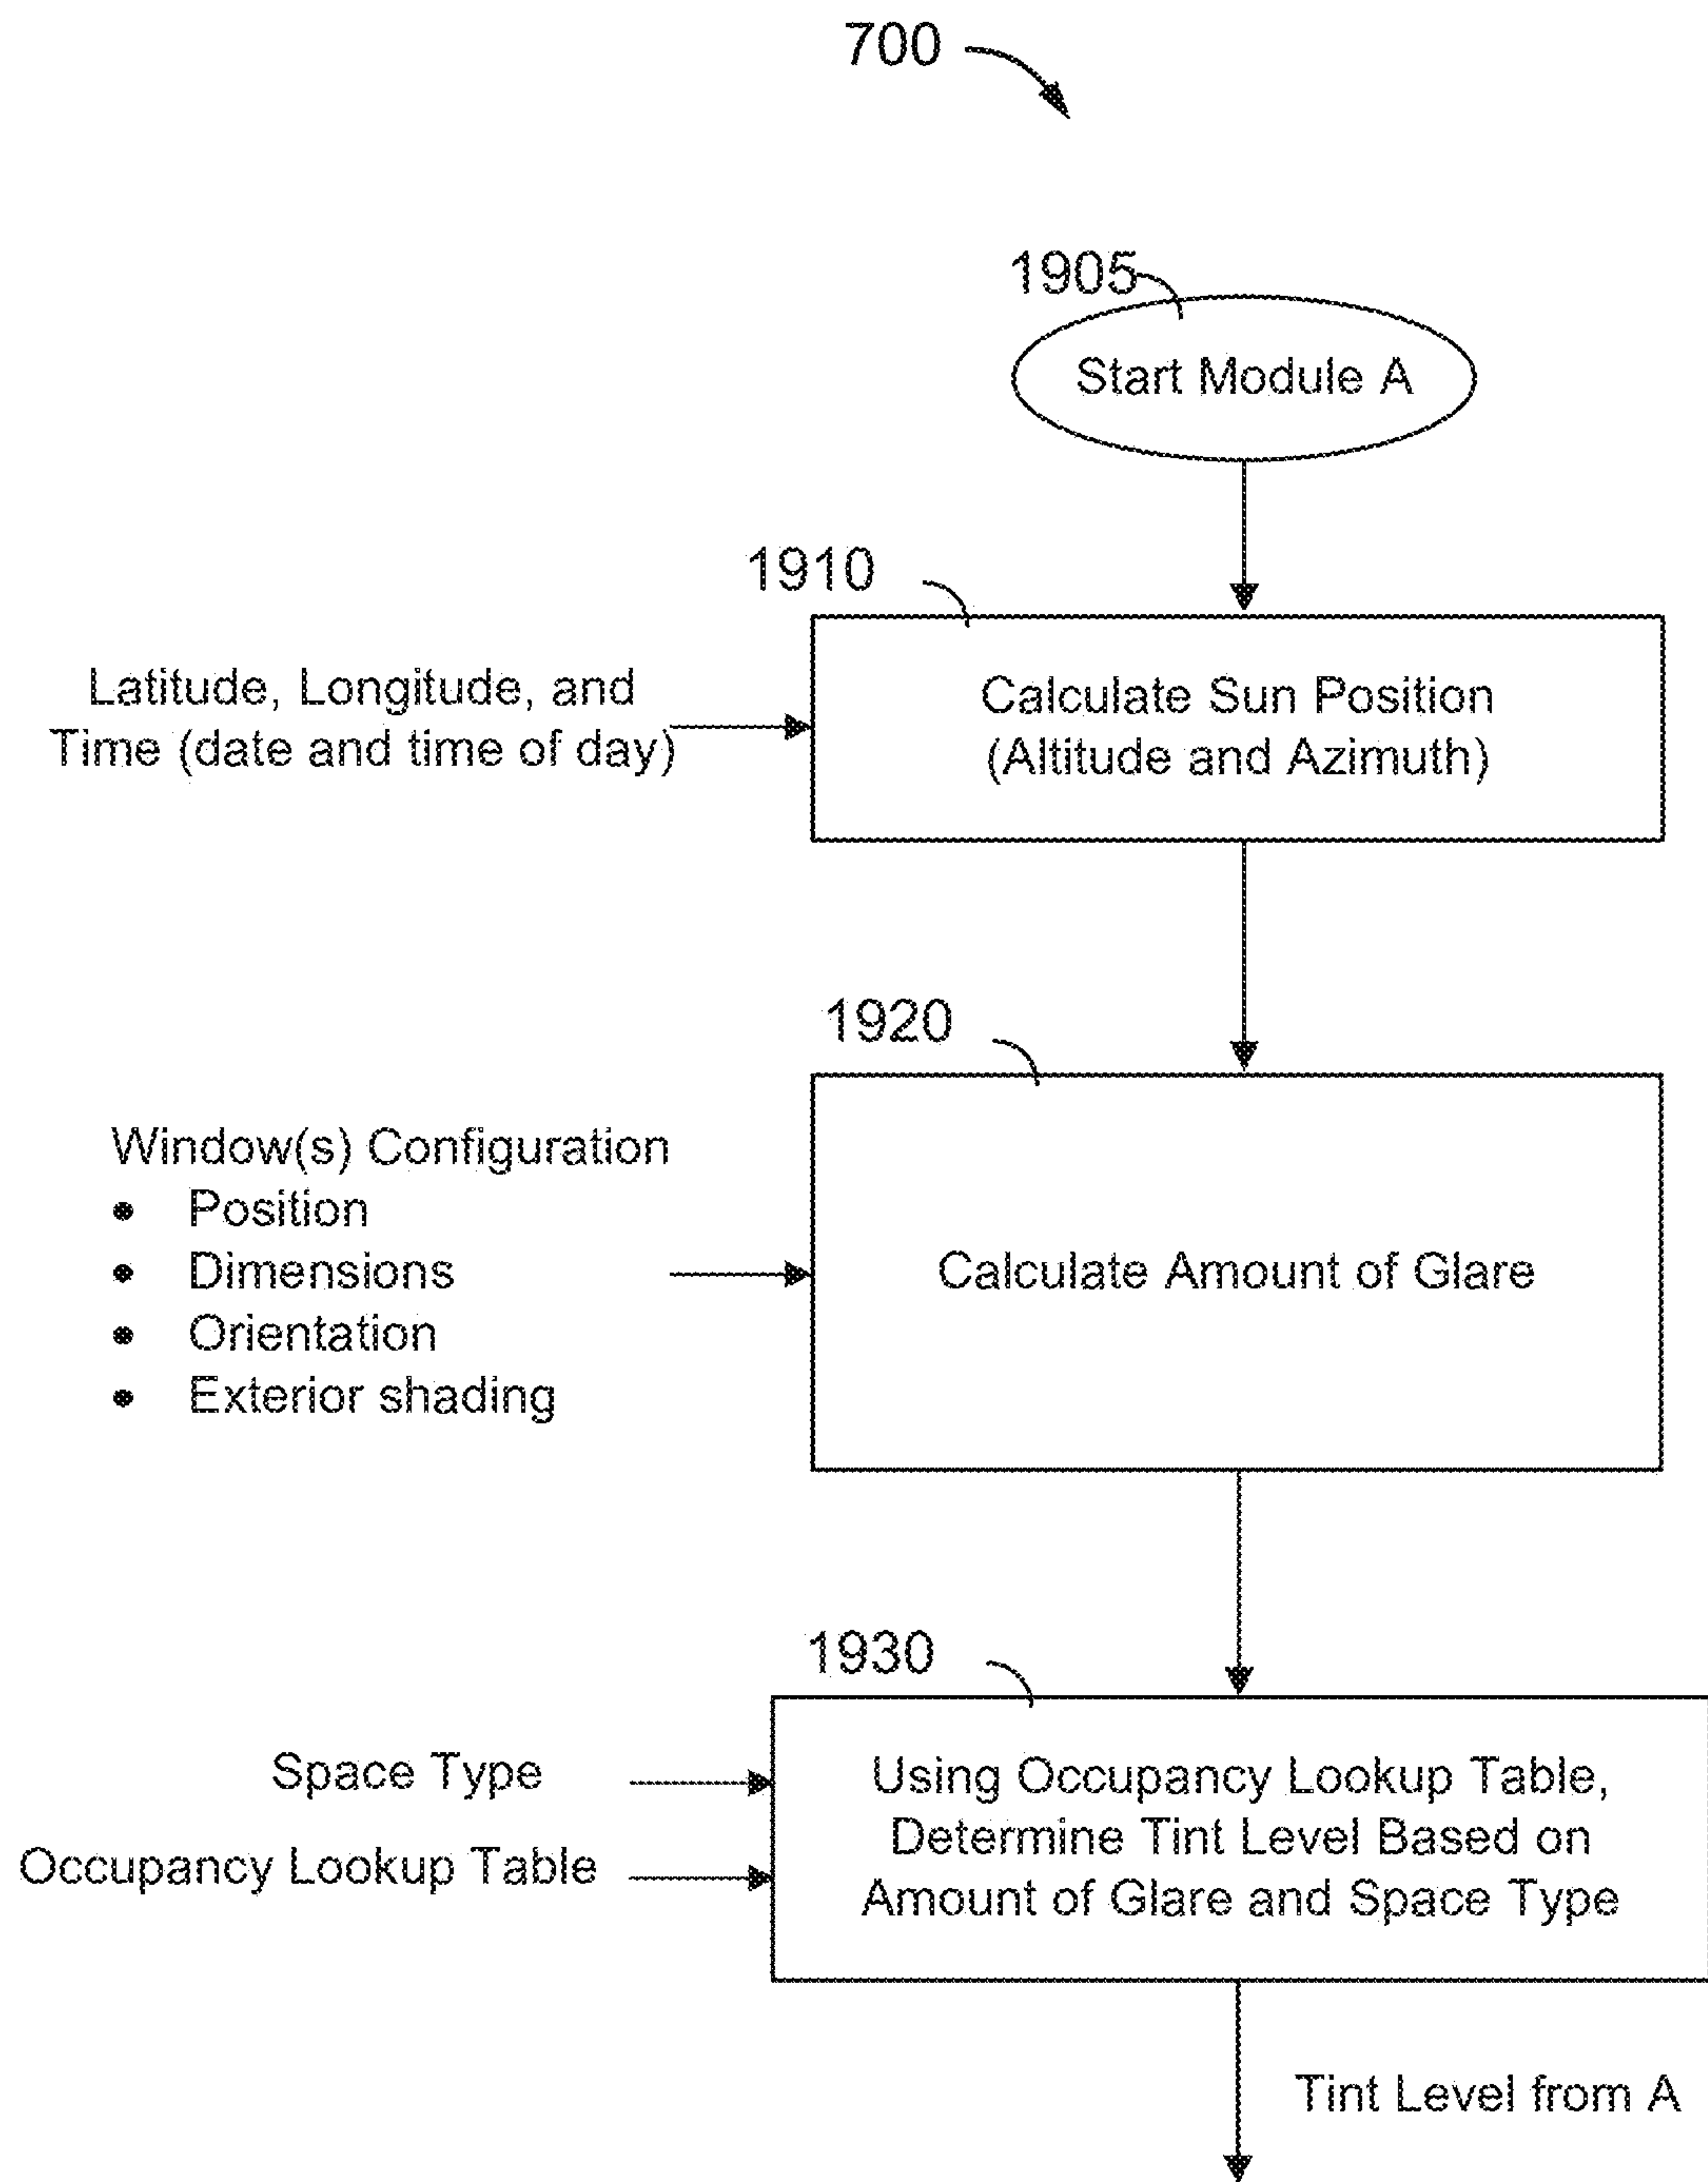 700
1905
Start Module A
1910
Latitude, Longitude, and
Time (date and time of day)
Calculate Sun Position
(Altitude and Azimuth)
1920
Window(s) Configuration
• Position
• Dimensions
• Orientation
• Exterior shading
Calculate Amount of Glare
1930
Space Type
Occupancy Lookup Table
Using Occupancy Lookup Table,
Determine Tint Level Based on
Amount of Glare and Space Type
Tint Level from A